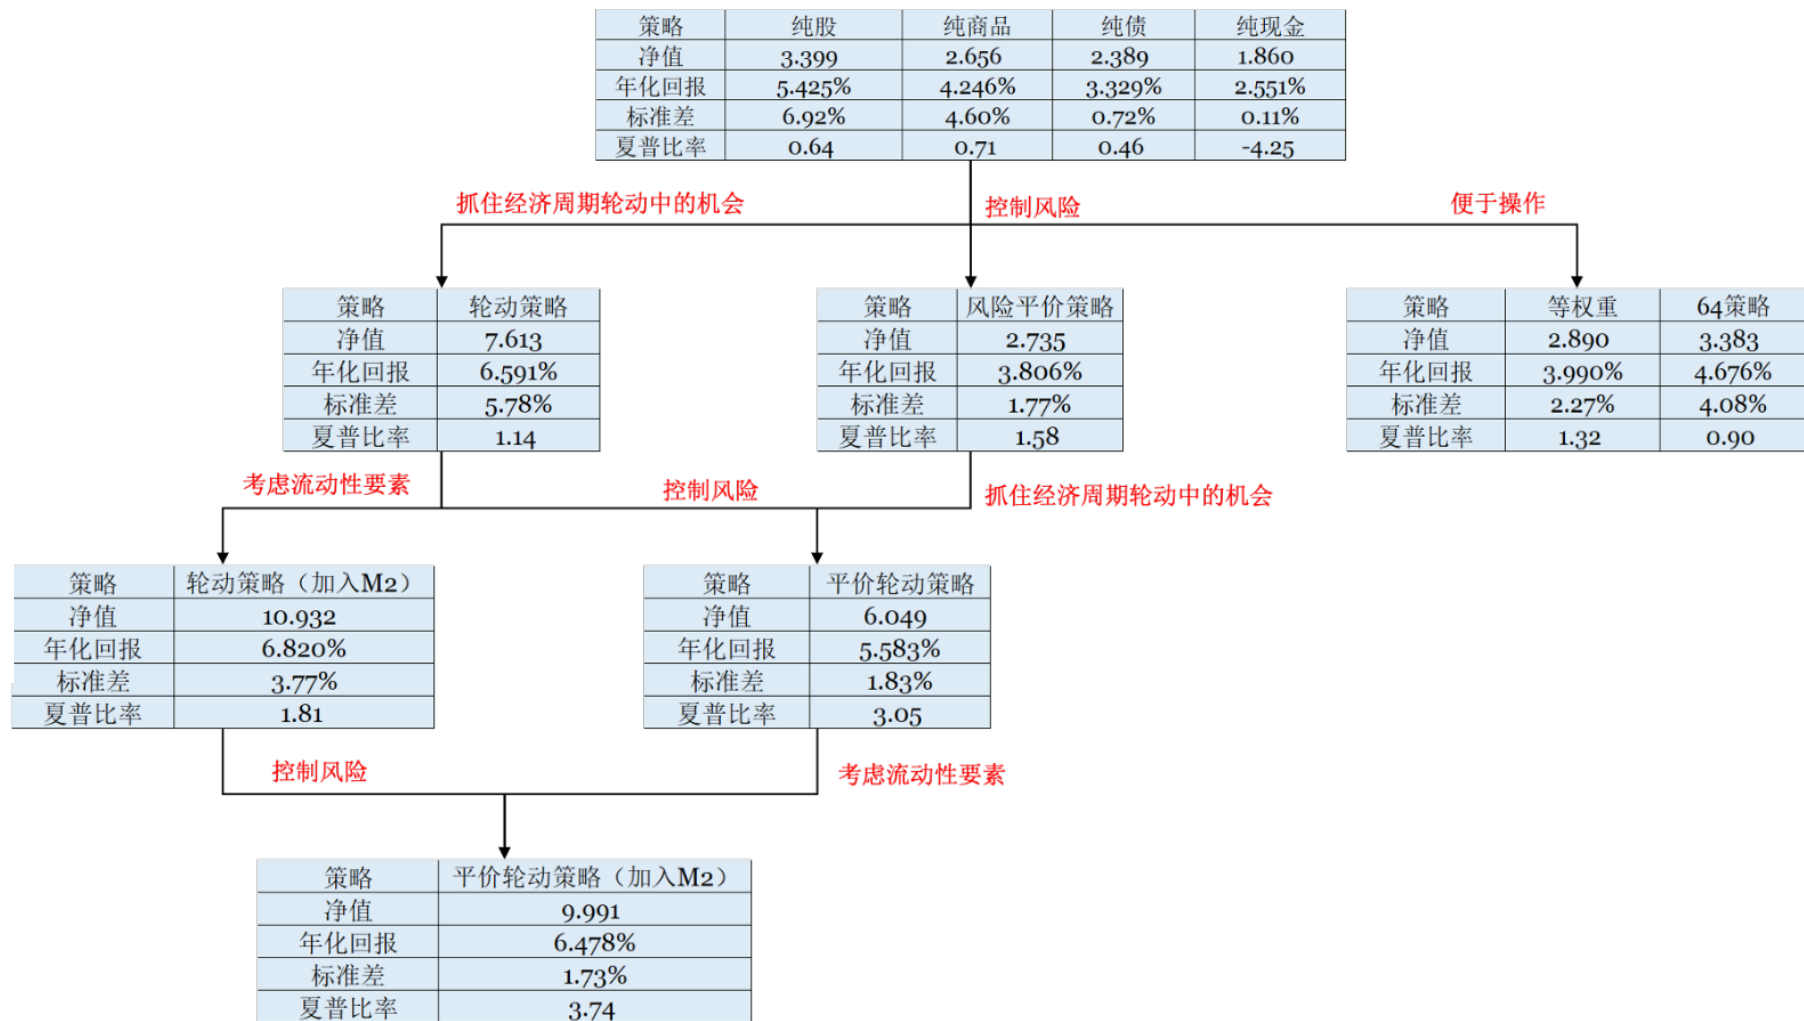 策略 纯股 纯商品 纯债 纯现金
净值 3.399 2.656 2.389 1.860
年化回报 5.425% 4.246% 3.329% 2.551%
标准差 6.92% 4.60% 0.72% 0.11%
夏普比率 0.64 0.71 0.46 -4.25
抓住经济周期轮动中的机会 控制风险 便于操作
策略 轮动策略
净值 7.613
年化回报 6.591%
标准差 5.78%
夏普比率 1.14
策略 风险平价策略
净值 2.735
年化回报 3.806%
标准差 1.77%
夏普比率 1.58
策略 等权重 64策略
净值 2.890 3.383
年化回报 3.990% 4.676%
标准差 2.27% 4.08%
夏普比率 1.32 0.90
考虑流动性要素 控制风险 抓住经济周期轮动中的机会
策略 轮动策略（加入M2）
净值 10.932
年化回报 6.820%
标准差 3.77%
夏普比率 1.81
策略 平价轮动策略
净值 6.049
年化回报 5.583%
标准差 1.83%
夏普比率 3.05
控制风险 考虑流动性要素
策略 平价轮动策略（加入M2）
净值 9.991
年化回报 6.478%
标准差 1.73%
夏普比率 3.74